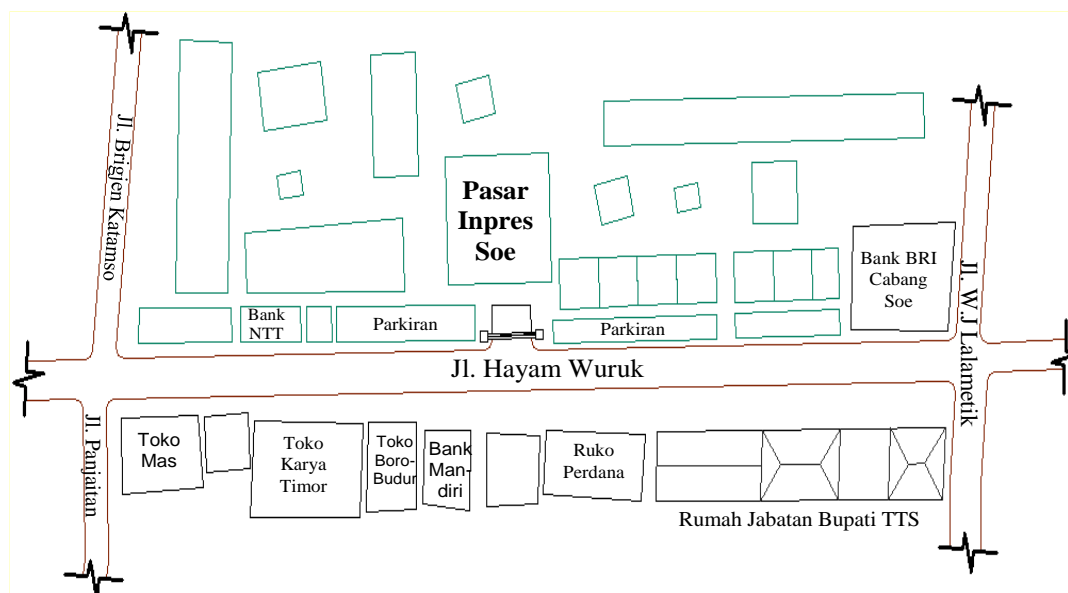 Jl. Brigjen Katamso
Pasar
Inpres
Soe
Bank BRI
Cabang
Soe
Bank
NTT
Parkiran
Parkiran
Jl. Hayam Wuruk
Jl. W.J Lalametik
Jl. Panjaitan
Toko
Mas
Toko
Karya
Timor
Toko
Boro-
Budur
Bank
Man-
diri
Ruko
Perdana
Rumah Jabatan Bupati TTS